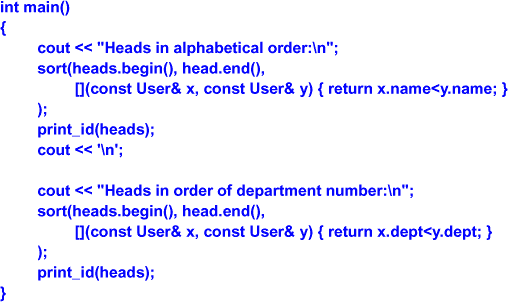 int main()
{
cout << "Heads in alphabetical order:\n";
sort(heads.begin(), head.end(),
[](const User& x, const User& y) { return x.name<y.name; }
);
print_id(heads);
cout << '\n';
cout << "Heads in order of department number:\n";
sort(heads.begin(), head.end(),
[](const User& x, const User& y) { return x.dept<y.dept; }
);
print_id(heads);
}